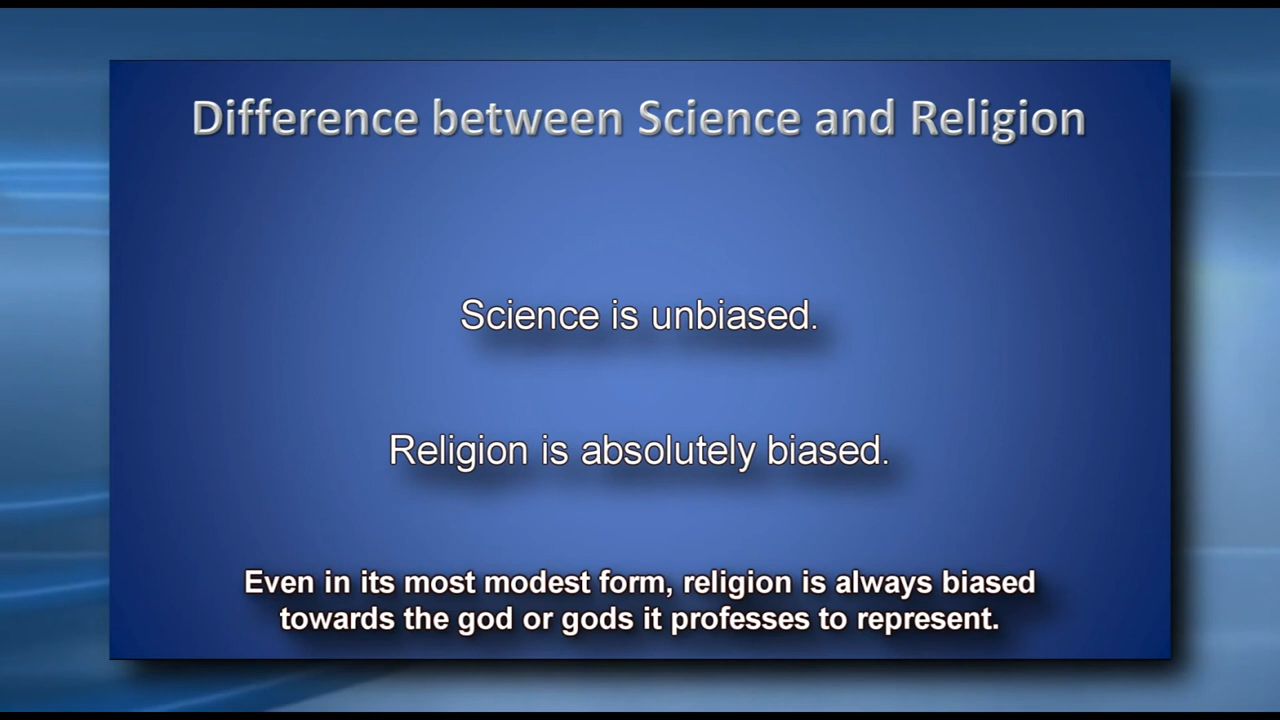 Difference between Science and Religion
Science is unbiased.
Religion is absolutely biased.
Even in its most modest form, religion is always biased
towards the god or gods it professes to represent.